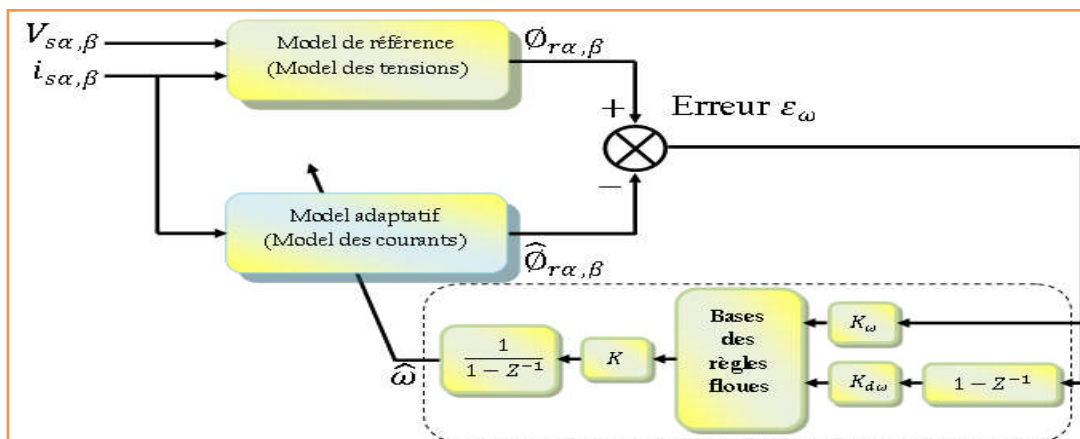 V_{sα,β}
i_{sα,β}
Model de référence
(Model des tensions)
∅_{rα,β}
+
Erreur ε_ω
−
Model adaptatif
(Model des courants)
∅̂_{rα,β}
ω̂
1
1 − Z^{−1}
K
Bases
des
règles
floues
K_ω
K_{dω}
1 − Z^{−1}